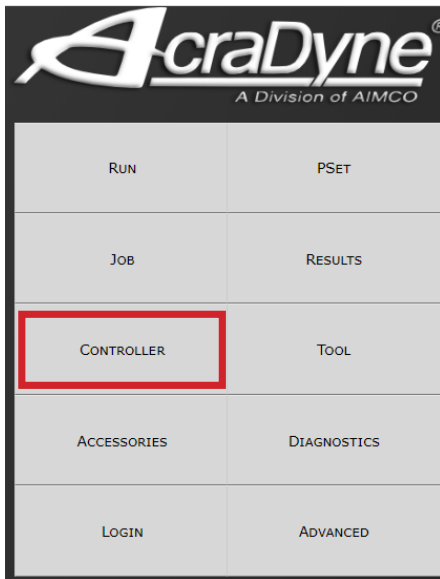 AcraDyne®
A Division of AIMCO
RUN PSET
JOB RESULTS
CONTROLLER TOOL
ACCESSORIES DIAGNOSTICS
LOGIN ADVANCED